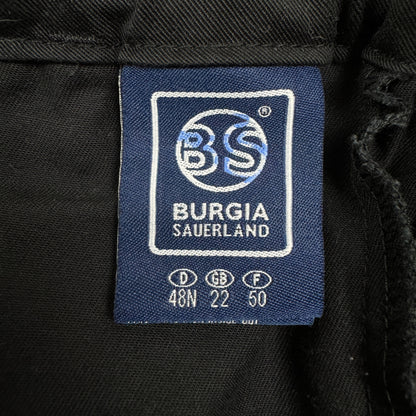 BS ®
BURGIA
SAUERLAND
D GB F
48N 22 50